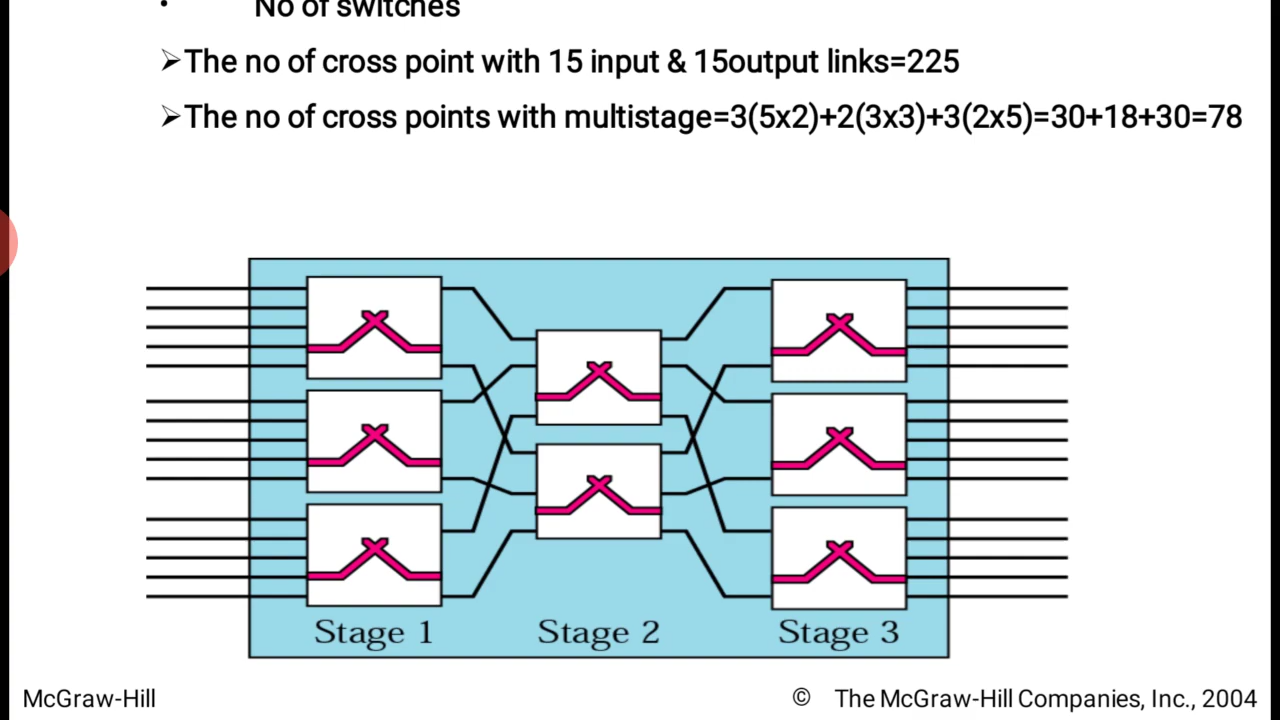 • No of switches
➢The no of cross point with 15 input & 15output links=225
➢The no of cross points with multistage=3(5x2)+2(3x3)+3(2x5)=30+18+30=78
Stage 1 Stage 2 Stage 3
McGraw-Hill © The McGraw-Hill Companies, Inc., 2004